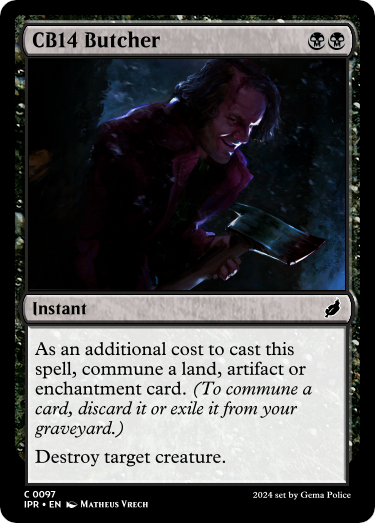 CB14 Butcher
Instant
As an additional cost to cast this
spell, commune a land, artifact or
enchantment card. (To commune a
card, discard it or exile it from your
graveyard.)
Destroy target creature.
C 0097
IPR • EN Matheus Vrech
2024 set by Gema Police